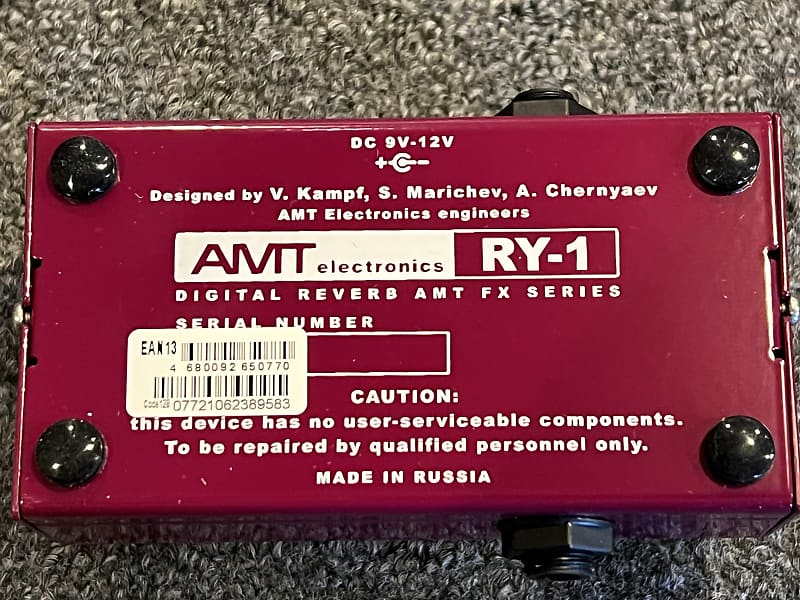 DC 9V-12V
+ -
Designed by V. Kampf, S. Marichev, A. Chernyaev
AMT Electronics engineers
AMT electronics RY-1
DIGITAL REVERB AMT FX SERIES
SERIAL NUMBER
EAN13
4 680092 650770
Code128 07721062389583
CAUTION:
this device has no user-serviceable components.
To be repaired by qualified personnel only.
MADE IN RUSSIA